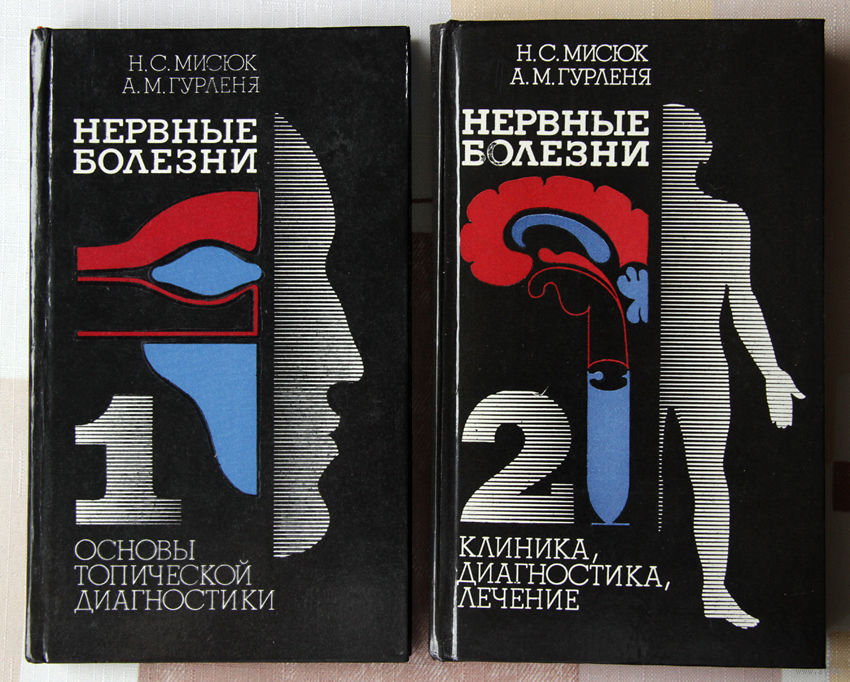 Н.С. МИСЮК
А.М. ГУРЛЕНЯ
НЕРВНЫЕ
БОЛЕЗНИ
1
ОСНОВЫ
ТОПИЧЕСКОЙ
ДИАГНОСТИКИ
Н.С. МИСЮК
А.М. ГУРЛЕНЯ
НЕРВНЫЕ
БОЛЕЗНИ
2
КЛИНИКА,
ДИАГНОСТИКА,
ЛЕЧЕНИЕ